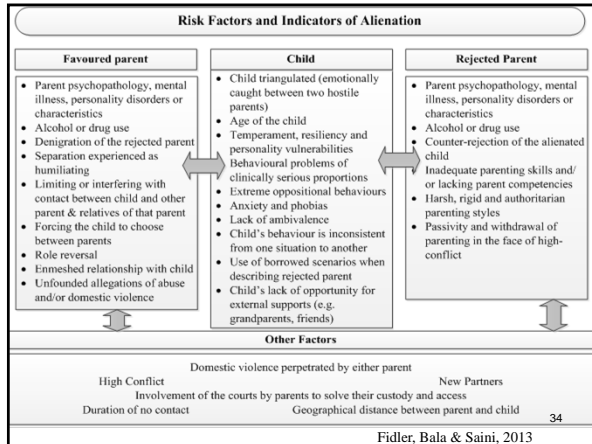 Risk Factors and Indicators of Alienation
Favoured parent
• Parent psychopathology, mental
illness, personality disorders or
characteristics
• Alcohol or drug use
• Denigration of the rejected parent
• Separation experienced as
humiliating
• Limiting or interfering with
contact between child and other
parent & relatives of that parent
• Forcing the child to choose
between parents
• Role reversal
• Enmeshed relationship with child
• Unfounded allegations of abuse
and/or domestic violence
Child
• Child triangulated (emotionally
caught between two hostile
parents)
• Age of the child
• Temperament, resiliency and
personality vulnerabilities
• Behavioural problems of
clinically serious proportions
• Extreme oppositional behaviours
• Anxiety and phobias
• Lack of ambivalence
• Child's behaviour is inconsistent
from one situation to another
• Use of borrowed scenarios when
describing rejected parent
• Child's lack of opportunity for
external supports (e.g.
grandparents, friends)
Rejected Parent
• Parent psychopathology, mental
illness, personality disorders or
characteristics
• Alcohol or drug use
• Counter-rejection of the alienated
child
• Inadequate parenting skills and/
or lacking parent competencies
• Harsh, rigid and authoritarian
parenting styles
• Passivity and withdrawal of
parenting in the face of high-
conflict
Other Factors
Domestic violence perpetrated by either parent
High Conflict New Partners
Involvement of the courts by parents to solve their custody and access
Duration of no contact Geographical distance between parent and child
34
Fidler, Bala & Saini, 2013